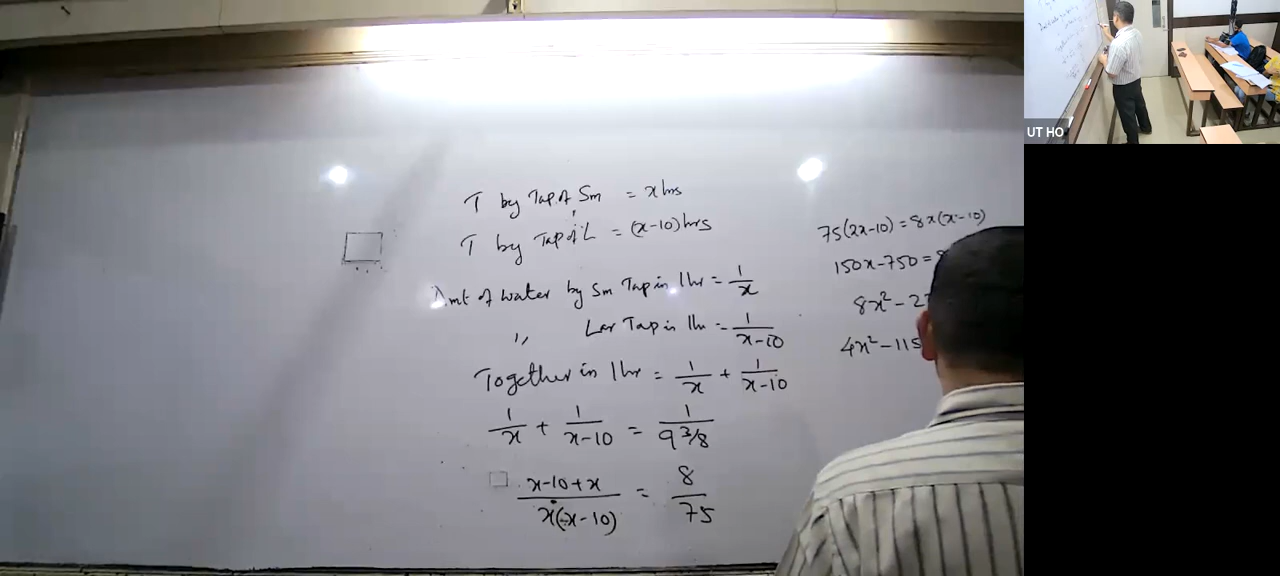 T by Tap of Sm = x hrs
T by Tap of L = (x-10) hrs
Amt of water by Sm Tap in 1hr = 1/x
,, Lar Tap in 1hr = 1/(x-10)
Together in 1hr = 1/x + 1/(x-10)
1/x + 1/(x-10) = 1/(9 3/8)
(x-10+x)/(x(x-10)) = 8/75
75(2x-10) = 8x(x-10)
150x-750 =
8x² - 2
4x² - 115
UT HO